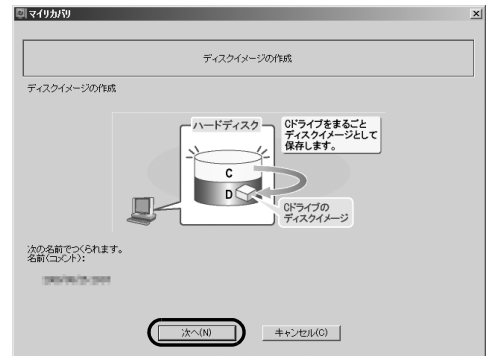 マイリカバリ
ディスクイメージの作成
ディスクイメージの作成
ハードディスク
Cドライブをまるごと
ディスクイメージとして
保存します。
C
D
Cドライブの
ディスクイメージ
次の名前でつくられます。
名前(コメント):
次へ(N)
キャンセル(C)